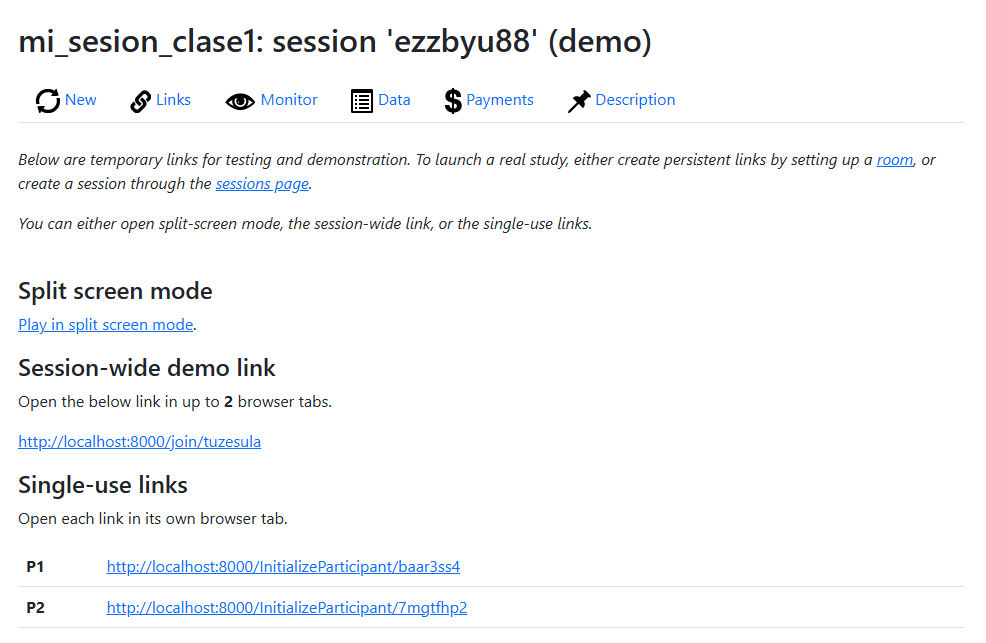 mi_sesion_clase1: session 'ezzbyu88' (demo)
New Links Monitor Data Payments Description
Below are temporary links for testing and demonstration. To launch a real study, either create persistent links by setting up a room, or
create a session through the sessions page.
You can either open split-screen mode, the session-wide link, or the single-use links.
Split screen mode
Play in split screen mode.
Session-wide demo link
Open the below link in up to 2 browser tabs.
http://localhost:8000/join/tuzesula
Single-use links
Open each link in its own browser tab.
P1 http://localhost:8000/InitializeParticipant/baar3ss4
P2 http://localhost:8000/InitializeParticipant/7mgtfhp2